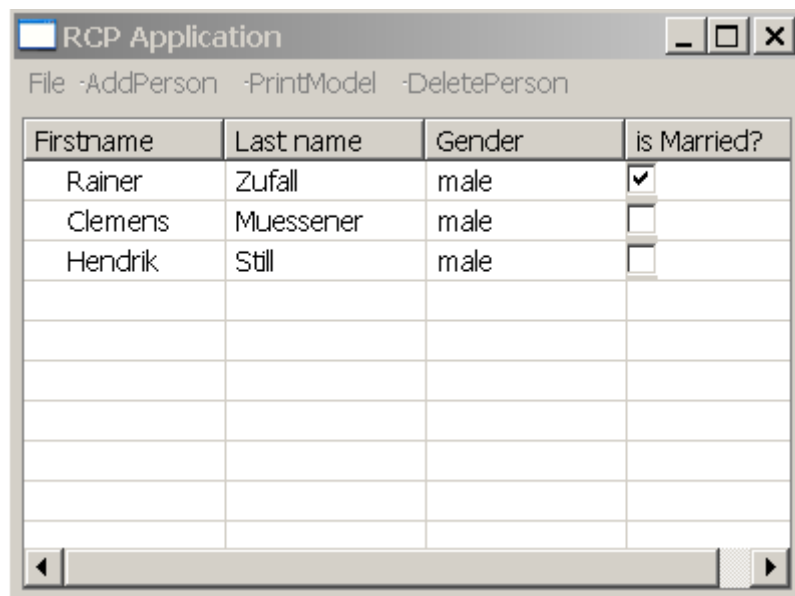 RCP Application
File -AddPerson -PrintModel -DeletePerson
Firstname Last name Gender is Married?
Rainer Zufall male
Clemens Muessener male
Hendrik Still male